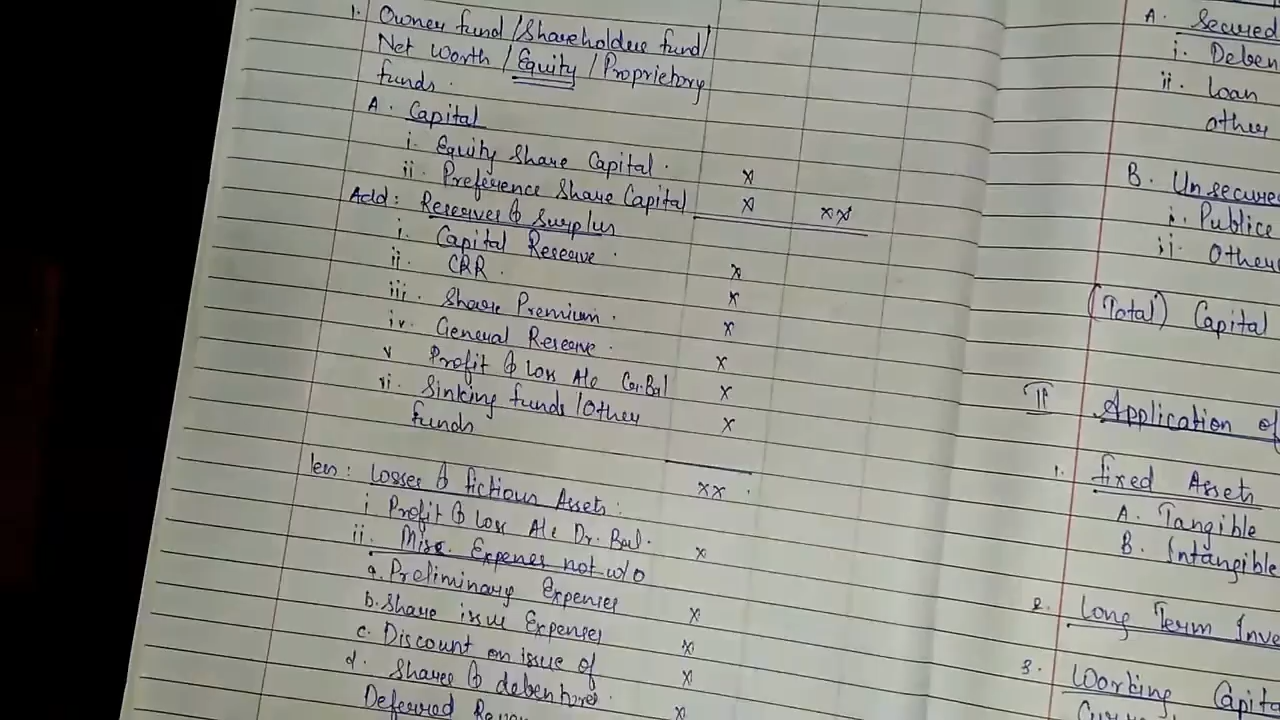 1. Owner fund / Shareholders fund /
Net worth / Equity / Proprietory
funds.
A. Capital
i. Equity Share Capital. x
ii. Preference Share Capital x xx
Add: Reserves & Surplus
i. Capital Reserve. x
ii. CRR. x
iii. Share Premium. x
iv. General Reserve. x
v Profit & Loss A/c Cr. Bal x
vi. Sinking funds / Other x
funds
xx.
Less: Losses & fictious Assets:
i Profit & Loss A/c Dr. Bal. x
ii. Misc. Expenses not w/o
a. Preliminary Expenses x
b. Share issue Expenses x
c. Discount on issue of x
d. Shares & debentures. x
Deferred
A. Secured
i. Deben
ii. Loan
other
B. Unsecure
i. Publice
ii. Other
(Total) Capital
II Application of
1. fixed Assets
A. Tangible
B. Intangible
2. Long Term Inve
3. Working Capita